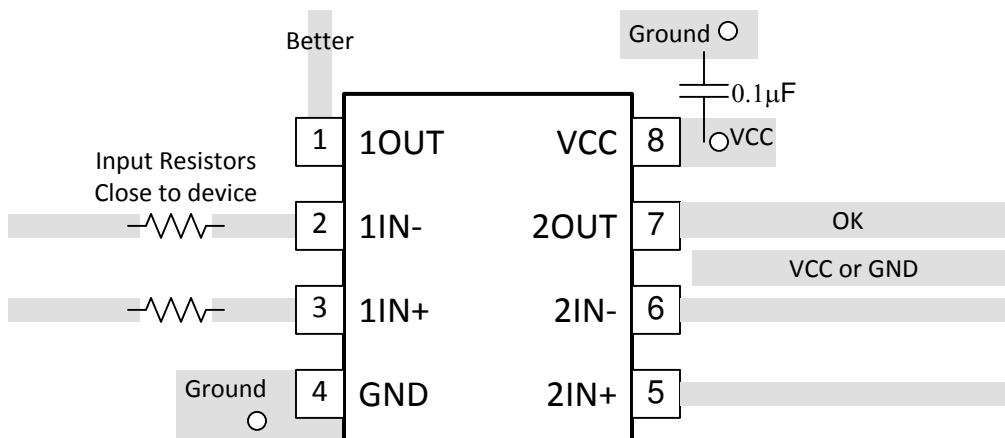 Better
Ground
0.1µF
1 1OUT VCC 8 VCC
Input Resistors
Close to device
2 1IN- 2OUT 7 OK
VCC or GND
3 1IN+ 2IN- 6
Ground
4 GND 2IN+ 5